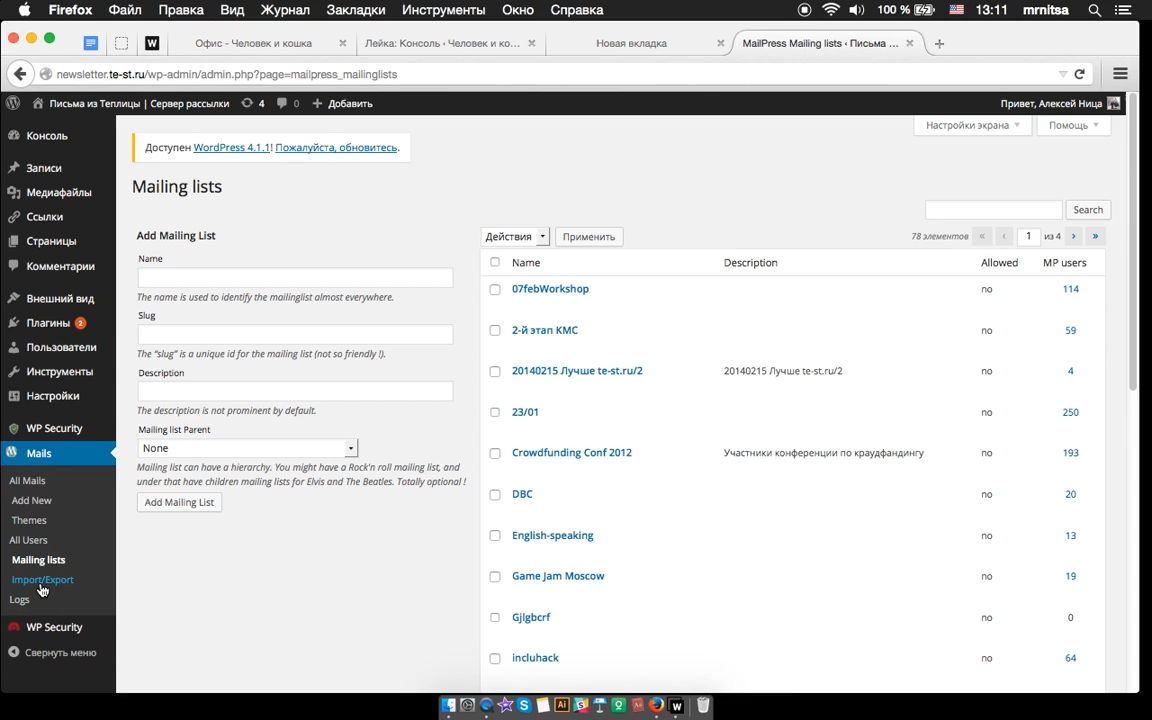 Firefox Файл Правка Вид Журнал Закладки Инструменты Окно Справка 100 % 13:11 mrnitsa
W Офис - Человек и кошка Лейка: Консоль ‹ Человек и ко... Новая вкладка MailPress Mailing lists ‹ Письма ...
newsletter.te-st.ru/wp-admin/admin.php?page=mailpress_mailinglists
Письма из Теплицы | Сервер рассылки 4 0 Добавить Привет, Алексей Ница
Настройки экрана Помощь
Консоль
Записи
Медиафайлы
Ссылки
Страницы
Комментарии
Внешний вид
Плагины 2
Пользователи
Инструменты
Настройки
WP Security
Mails
All Mails
Add New
Themes
All Users
Mailing lists
Import/Export
Logs
WP Security
Свернуть меню
Доступен WordPress 4.1.1! Пожалуйста, обновитесь.
Mailing lists
Search
Add Mailing List
Name
The name is used to identify the mailinglist almost everywhere.
Slug
The “slug” is a unique id for the mailing list (not so friendly !).
Description
The description is not prominent by default.
Mailing list Parent
None
Mailing list can have a hierarchy. You might have a Rock'n roll mailing list, and
under that have children mailing lists for Elvis and The Beatles. Totally optional !
Add Mailing List
Действия Применить 78 элементов « ‹ 1 из 4 › »
Name Description Allowed MP users
07febWorkshop no 114
2-й этап КМС no 59
20140215 Лучше te-st.ru/2 20140215 Лучше te-st.ru/2 no 4
23/01 no 250
Crowdfunding Conf 2012 Участники конференции по краудфандингу no 193
DBC no 20
English-speaking no 13
Game Jam Moscow no 19
Gjlgbcrf no 0
incluhack no 64